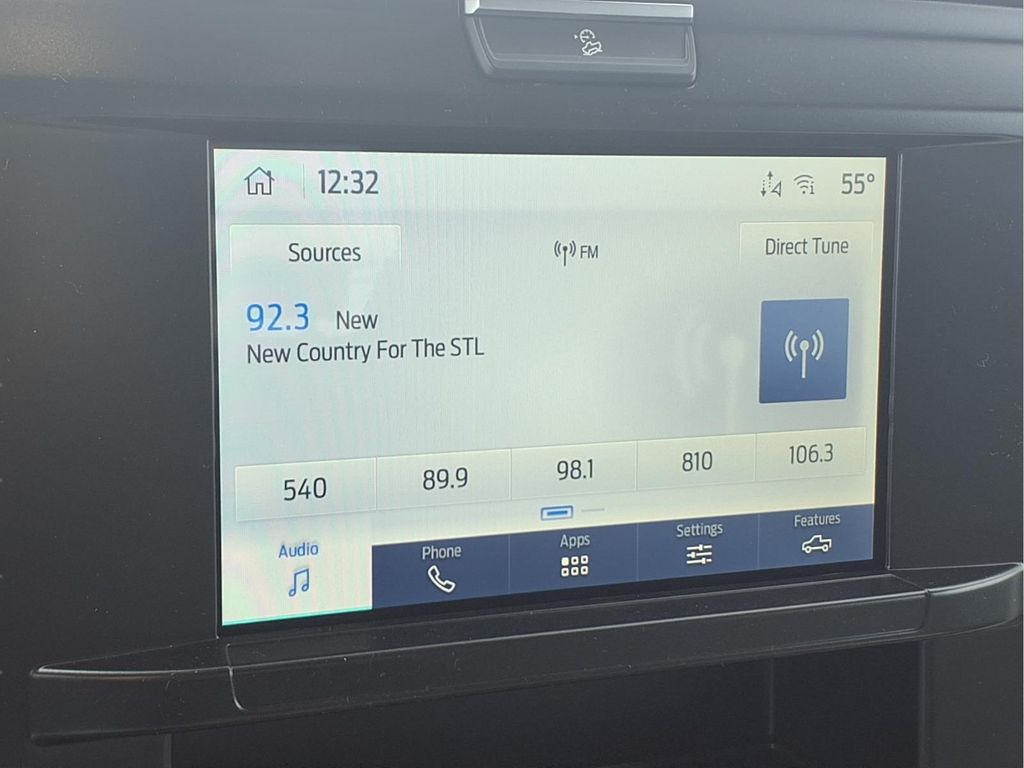 12:32
55°
Sources
FM
Direct Tune
92.3 New
New Country For The STL
540
89.9
98.1
810
106.3
Audio
Phone
Apps
Settings
Features